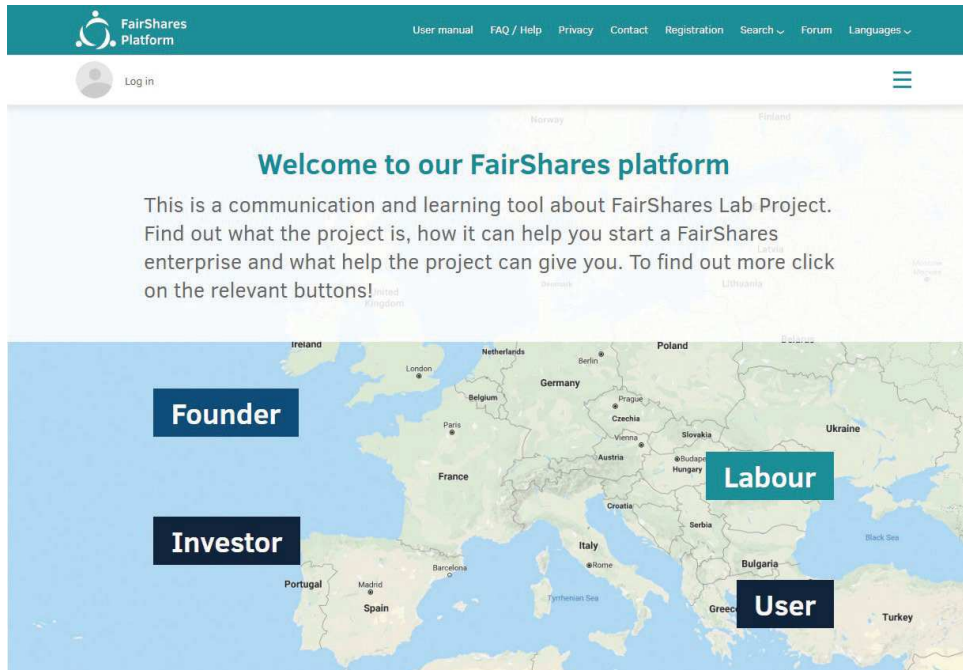 FairShares
Platform
User manual FAQ / Help Privacy Contact Registration Search Forum Languages
Log in
Norway
Finland
Welcome to our FairShares platform
This is a communication and learning tool about FairShares Lab Project.
Find out what the project is, how it can help you start a FairShares
Latvia
enterprise and what help the project can give you. To find out more click
Denmark
Lithuania
on the relevant buttons!
United
Kingdom
Ireland
Netherlands
Poland
Berlin
London
Germany
Founder
Belgium
Prague
Czechia
Paris
Ukraine
Vienna
Slovakia
Austria
Budape
Hungary
France
Labour
Croatia
Serbia
Investor
Black Sea
Italy
Rome
Bulgaria
Barcelona
Portugal
Madrid
Spain
Tyrrhenian Sea
Greec
User
Turkey